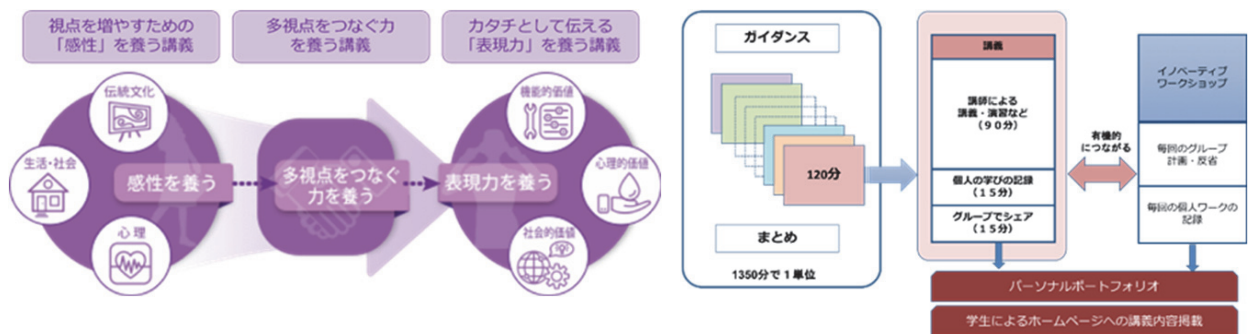 視点を増やすための
「感性」を養う講義
多視点をつなぐ力
を養う講義
カタチとして伝える
「表現力」を養う講義
伝統文化
生活・社会
心理
感性を養う
多視点をつなぐ
力を養う
表現力を養う
機能的価値
心理的価値
社会的価値
ガイダンス
120分
まとめ
1350分で1単位
講義
講師による
講義・演習など
(90分)
個人の学びの記録
(15分)
グループでシェア
(15分)
有機的
につながる
イノベーティブ
ワークショップ
毎回のグループ
計画・反省
毎回の個人ワークの
記録
パーソナルポートフォリオ
学生によるホームページへの講義内容掲載